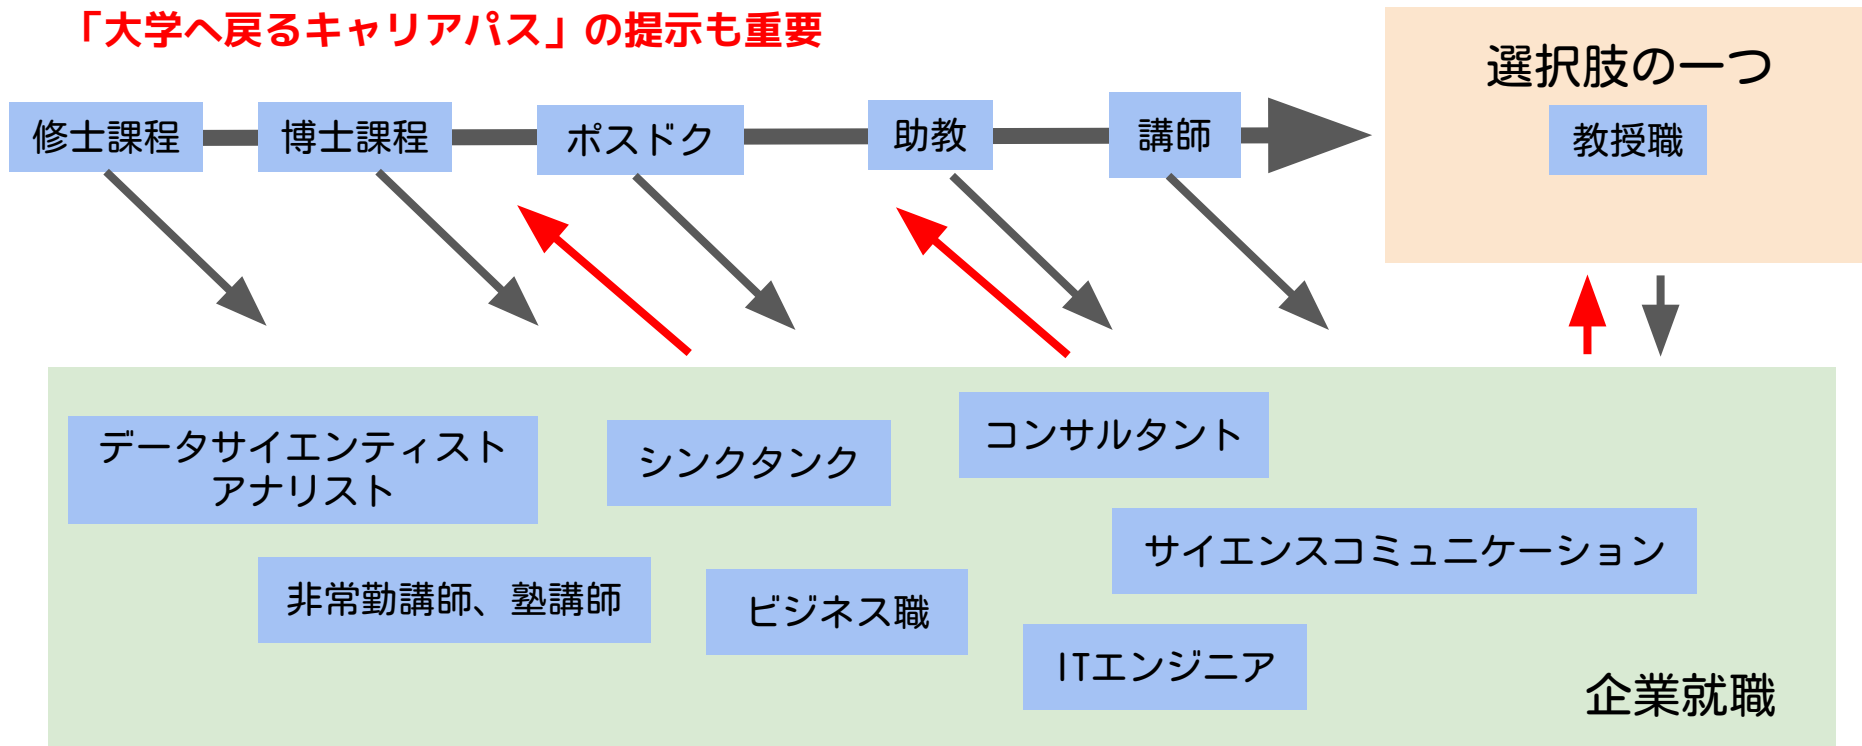 「大学へ戻るキャリアパス」の提示も重要
選択肢の一つ
修士課程
博士課程
ポスドク
助教
講師
教授職
データサイエンティスト
アナリスト
シンクタンク
コンサルタント
サイエンスコミュニケーション
非常勤講師、塾講師
ビジネス職
ITエンジニア
企業就職